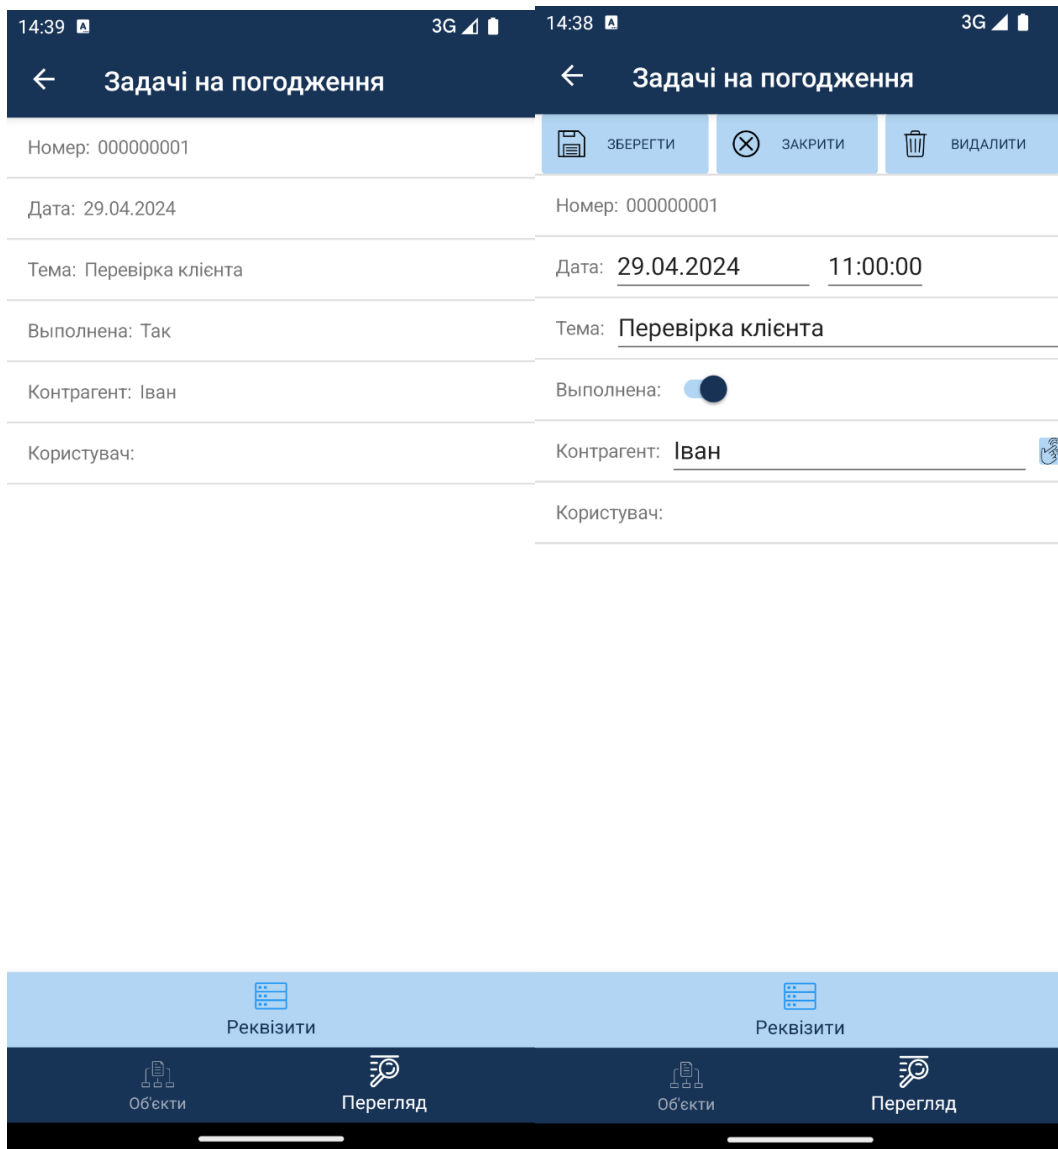 14:39 A 3G
Задачі на погодження
Номер: 000000001
Дата: 29.04.2024
Тема: Перевірка клієнта
Выполнена: Так
Контрагент: Іван
Користувач:
Реквізити
Об'єкти Перегляд
14:38 A 3G
Задачі на погодження
ЗБЕРЕГТИ ЗАКРИТИ ВИДАЛИТИ
Номер: 000000001
Дата: 29.04.2024 11:00:00
Тема: Перевірка клієнта
Выполнена:
Контрагент: Іван
Користувач:
Реквізити
Об'єкти Перегляд